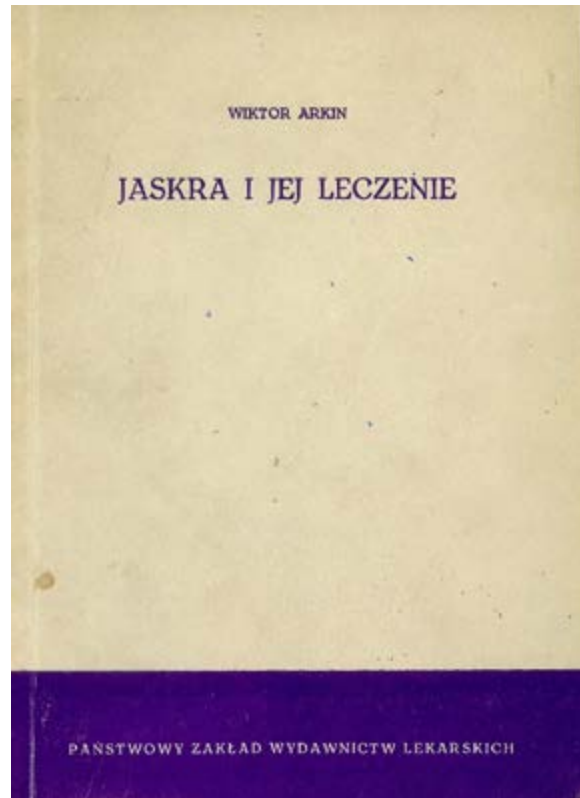 WIKTOR ARKIN
JASKRA I JEJ LECZENIE
PAŃSTWOWY ZAKŁAD WYDAWNICTW LEKARSKICH